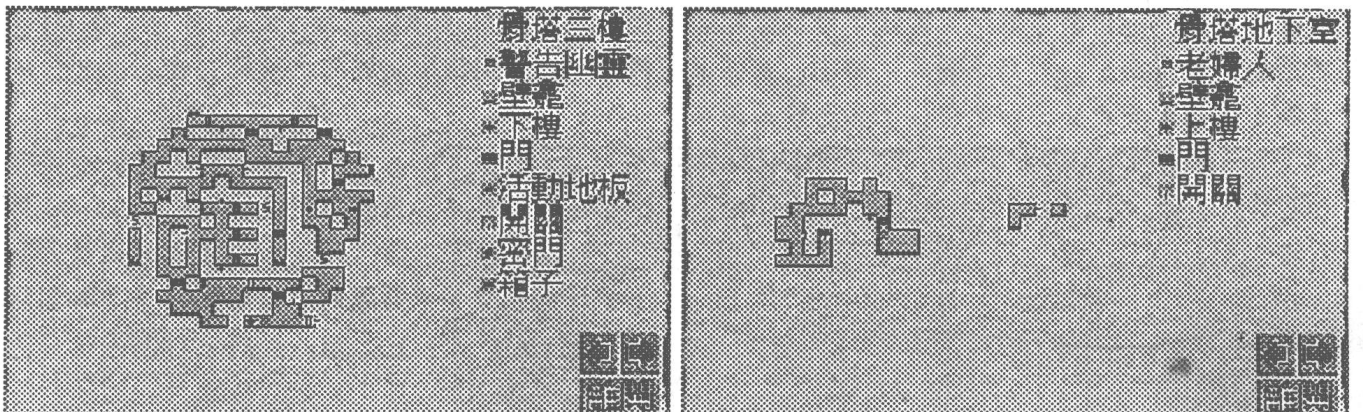 骨塔三樓
警告幽靈
壁龕
下樓
門
活動地板
開關
密門
箱子
骨塔地下室
老婦人
壁龕
上樓
門
開關